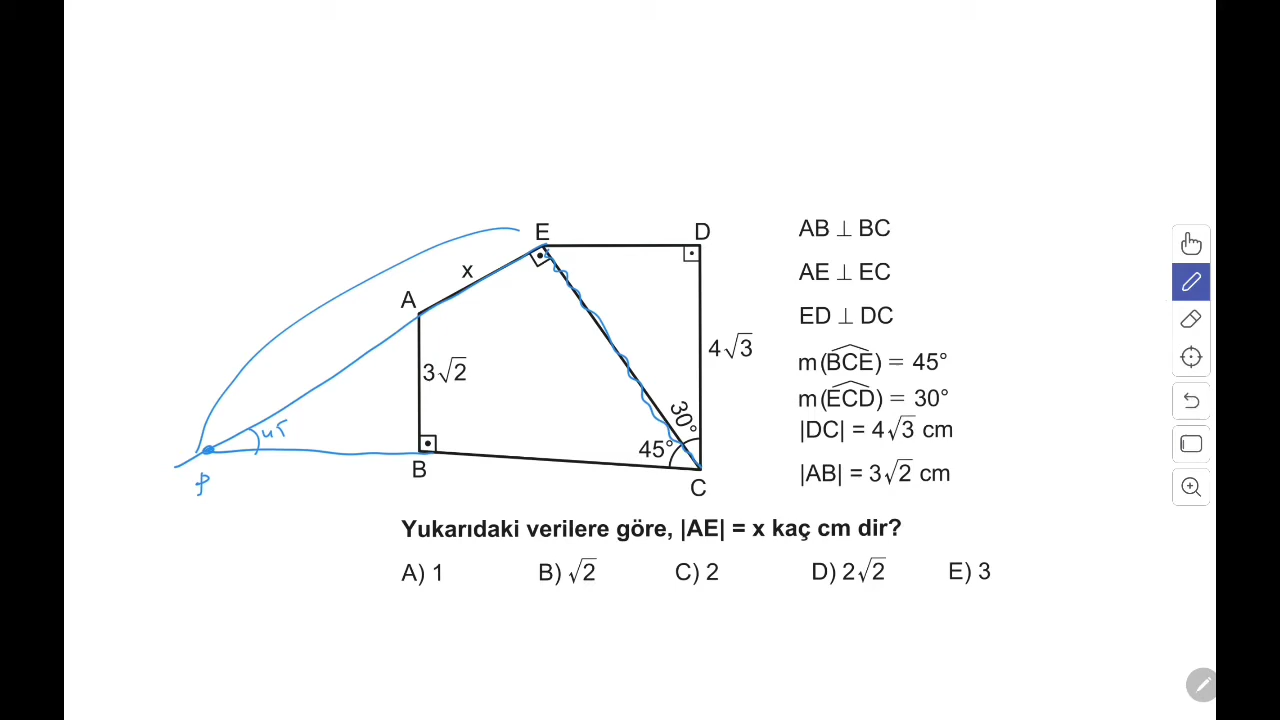 E
D
x
A
3√2
4√3
30°
45°
B
C
45
P
AB ⊥ BC
AE ⊥ EC
ED ⊥ DC
m(BCE) = 45°
m(ECD) = 30°
|DC| = 4√3 cm
|AB| = 3√2 cm
Yukarıdaki verilere göre, |AE| = x kaç cm dir?
A) 1 B) √2 C) 2 D) 2√2 E) 3